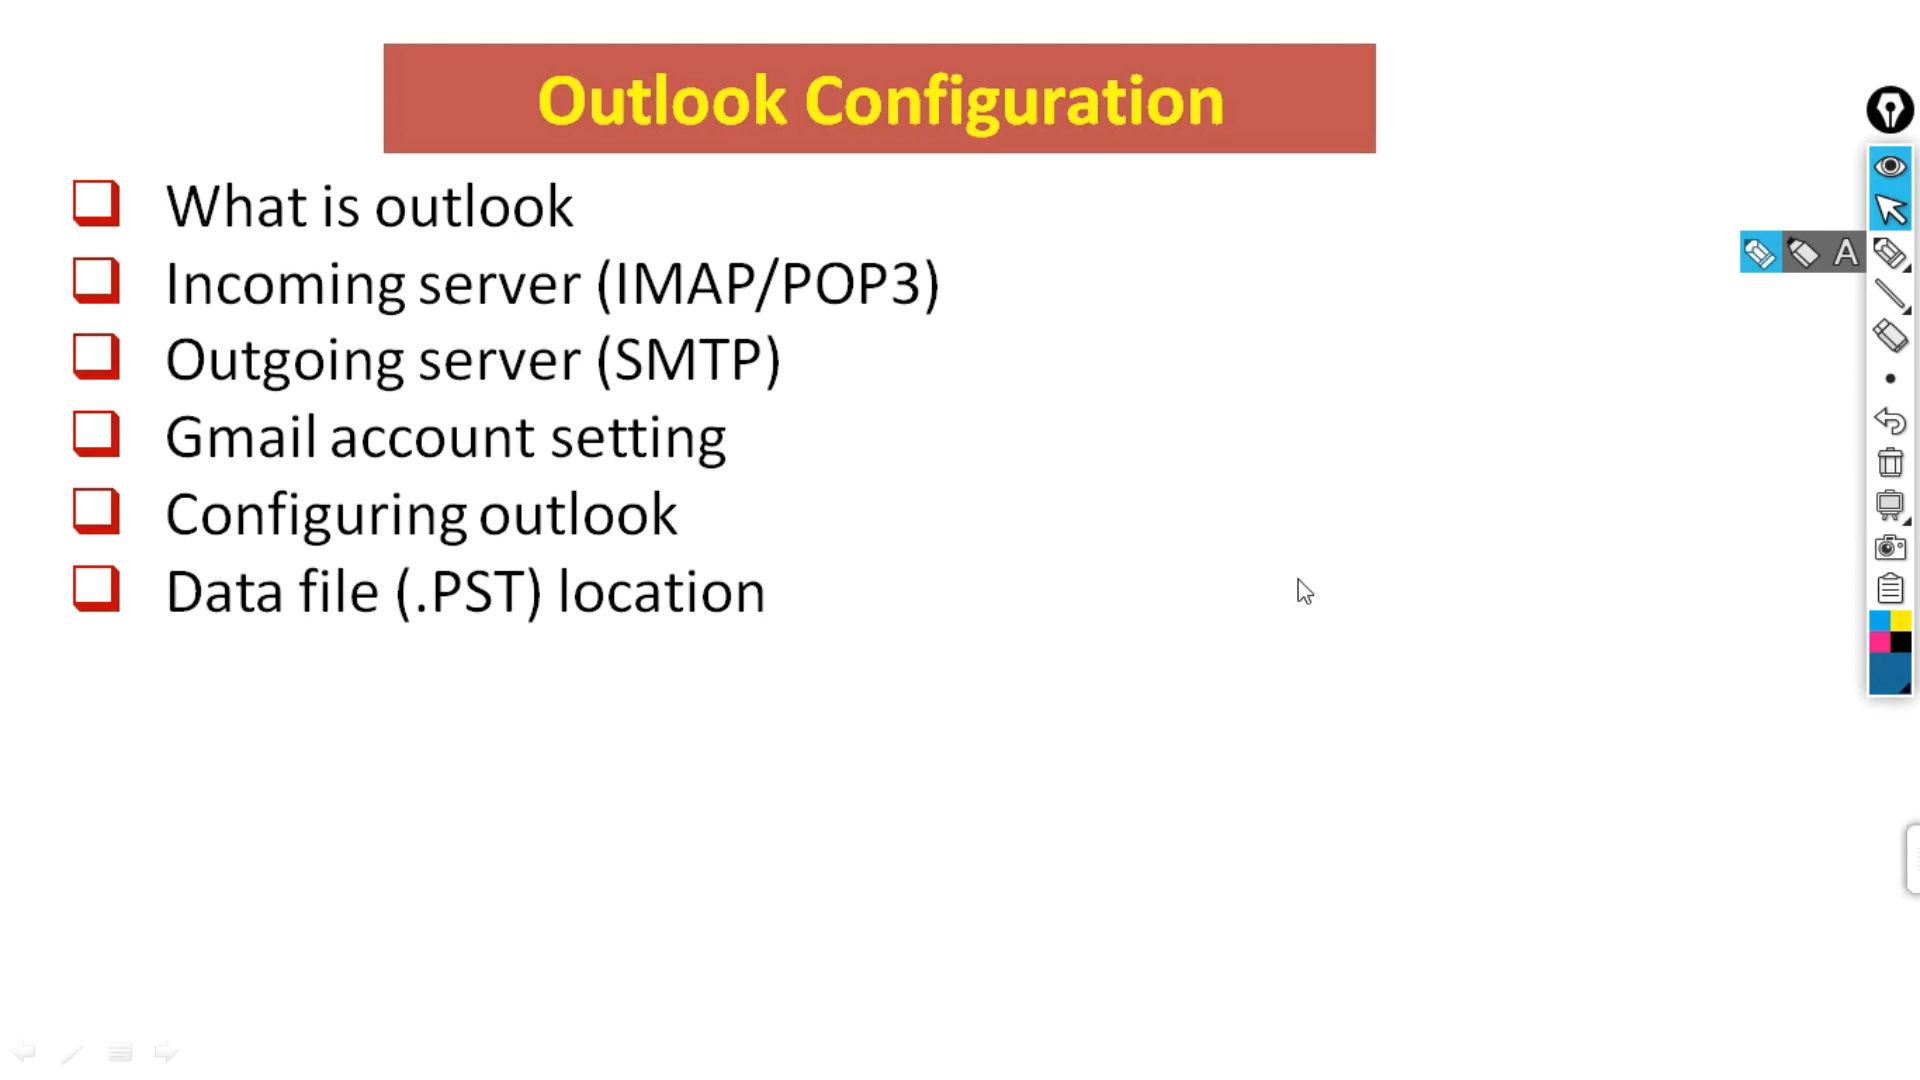 Outlook Configuration
What is outlook
Incoming server (IMAP/POP3)
Outgoing server (SMTP)
Gmail account setting
Configuring outlook
Data file (.PST) location
A